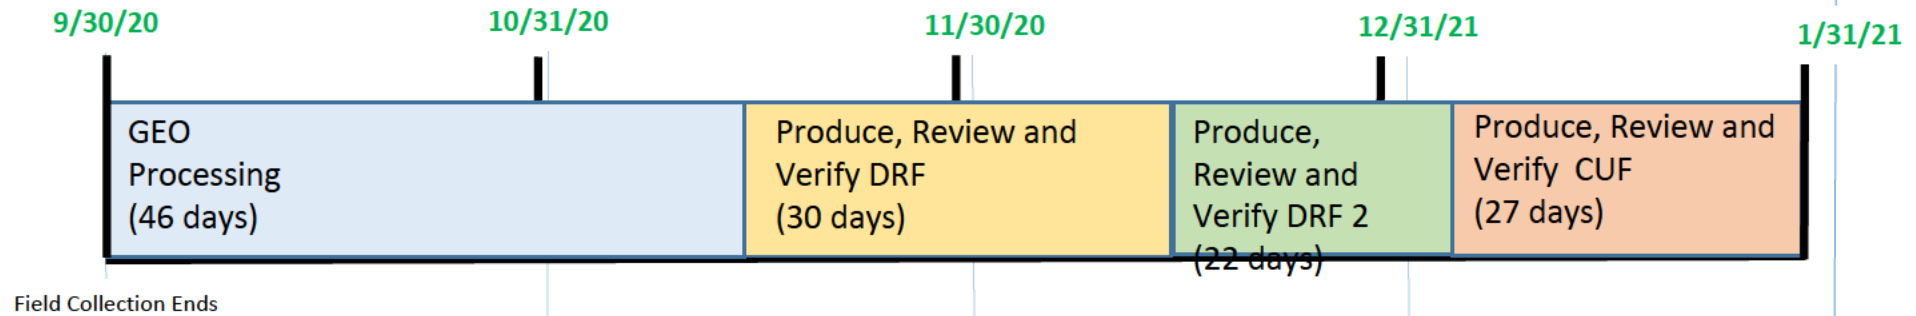 9/30/20
10/31/20
11/30/20
12/31/21
1/31/21
GEO
Processing
(46 days)
Produce, Review and
Verify DRF
(30 days)
Produce,
Review and
Verify DRF 2
(22 days)
Produce, Review and
Verify CUF
(27 days)
Field Collection Ends